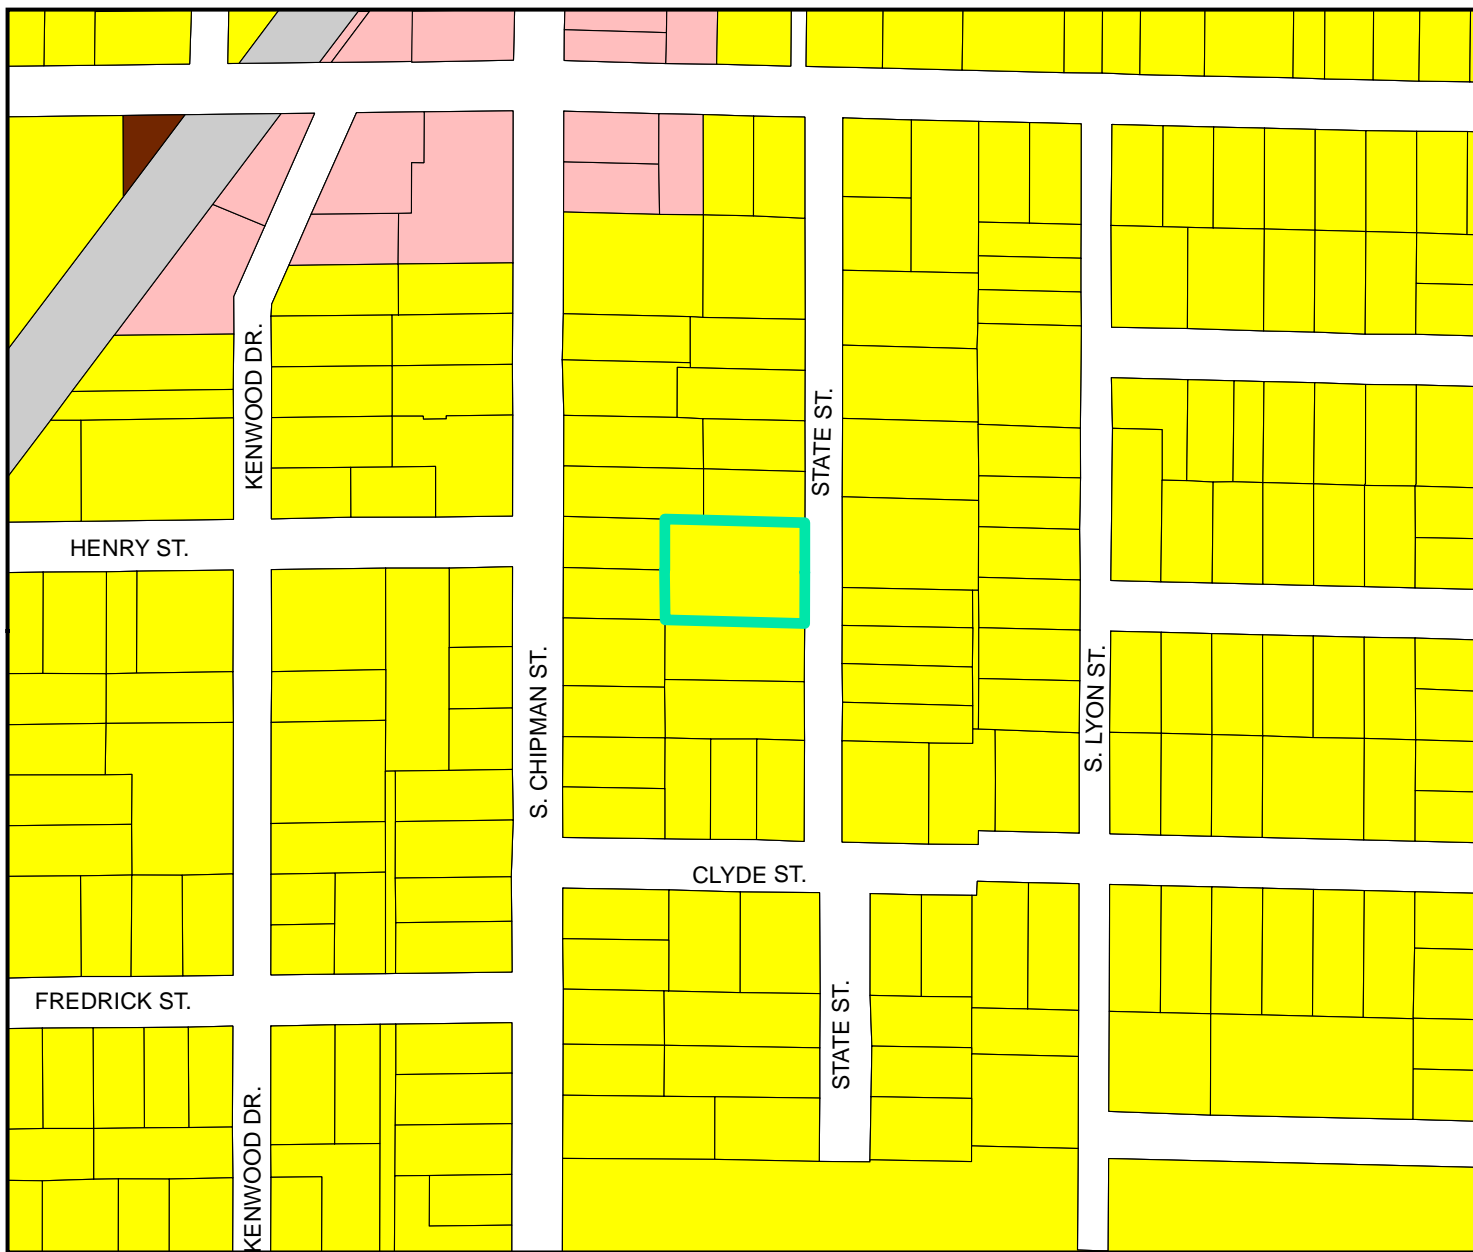 KENWOOD DR.
STATE ST.
HENRY ST.
S. CHIPMAN ST.
S. LYON ST.
CLYDE ST.
FREDRICK ST.
STATE ST.
KENWOOD DR.